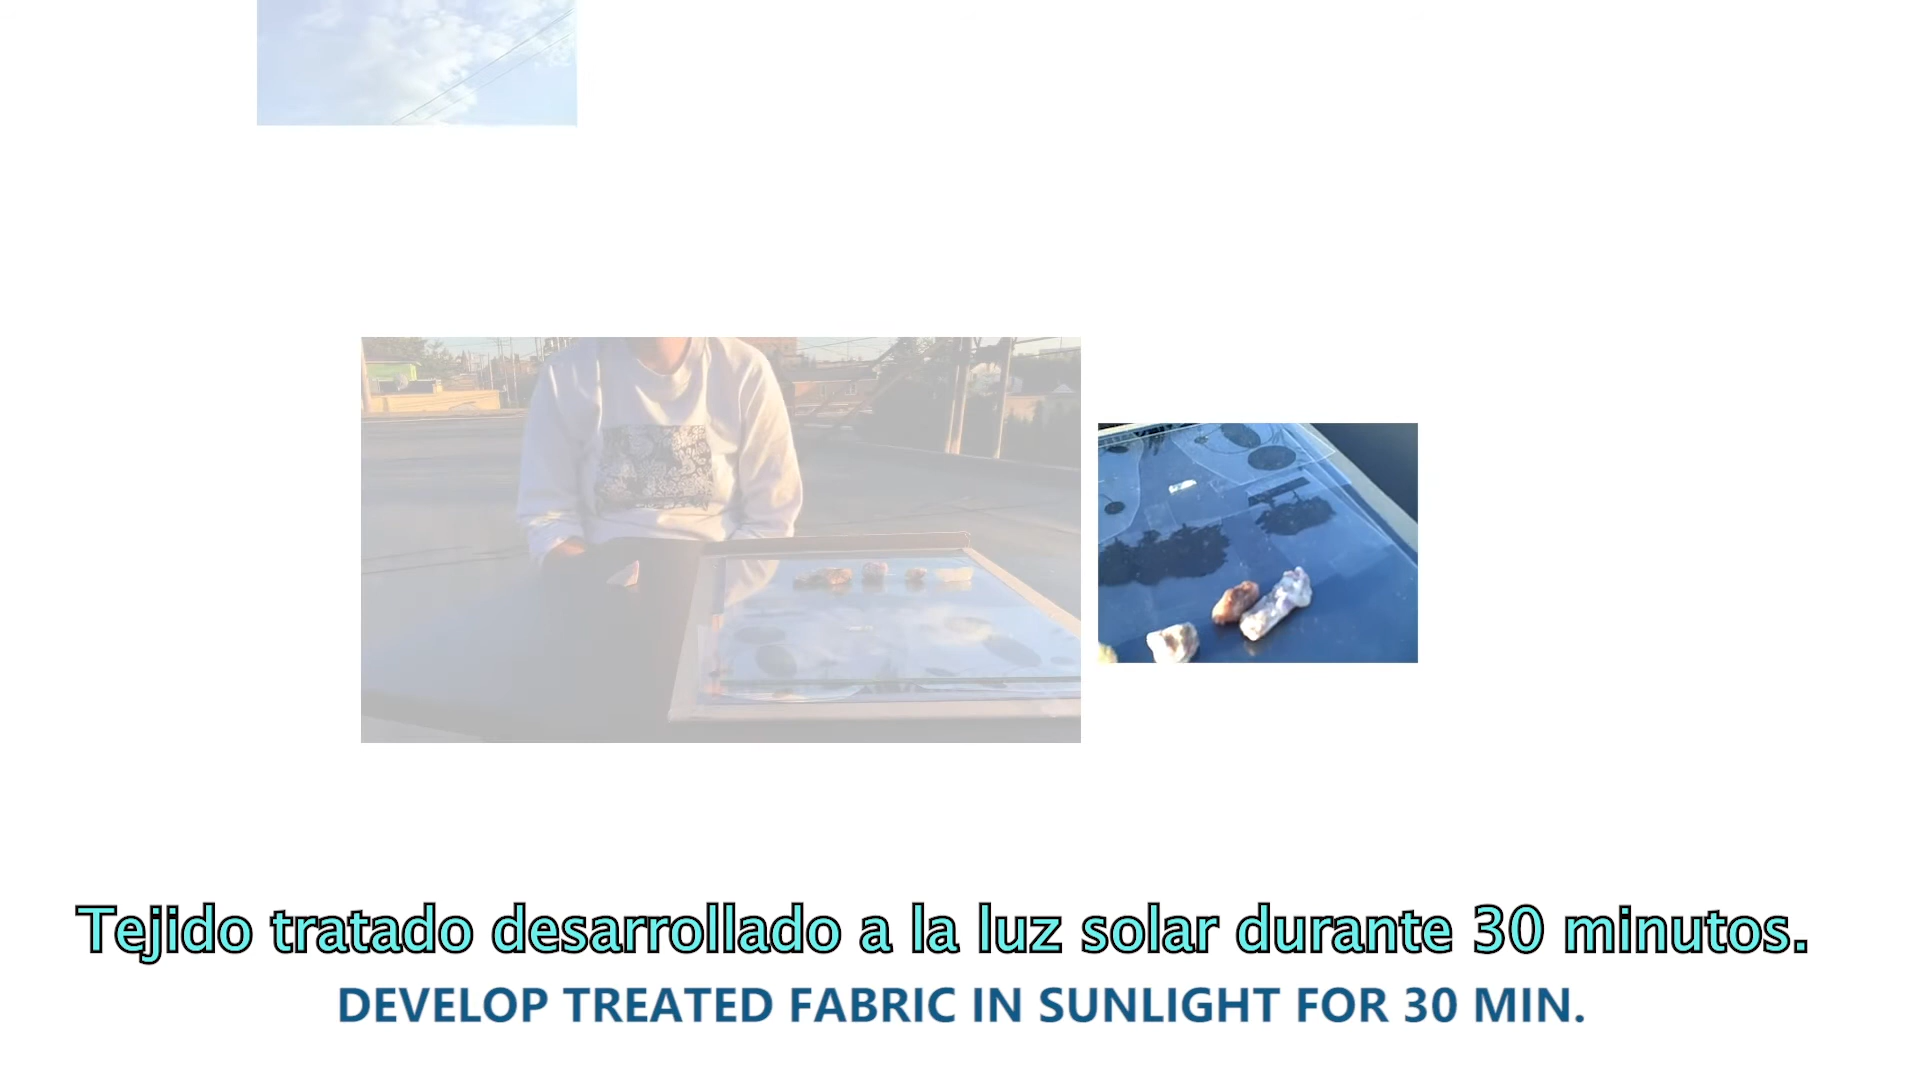 Tejido tratado desarrollado a la luz solar durante 30 minutos.
DEVELOP TREATED FABRIC IN SUNLIGHT FOR 30 MIN.